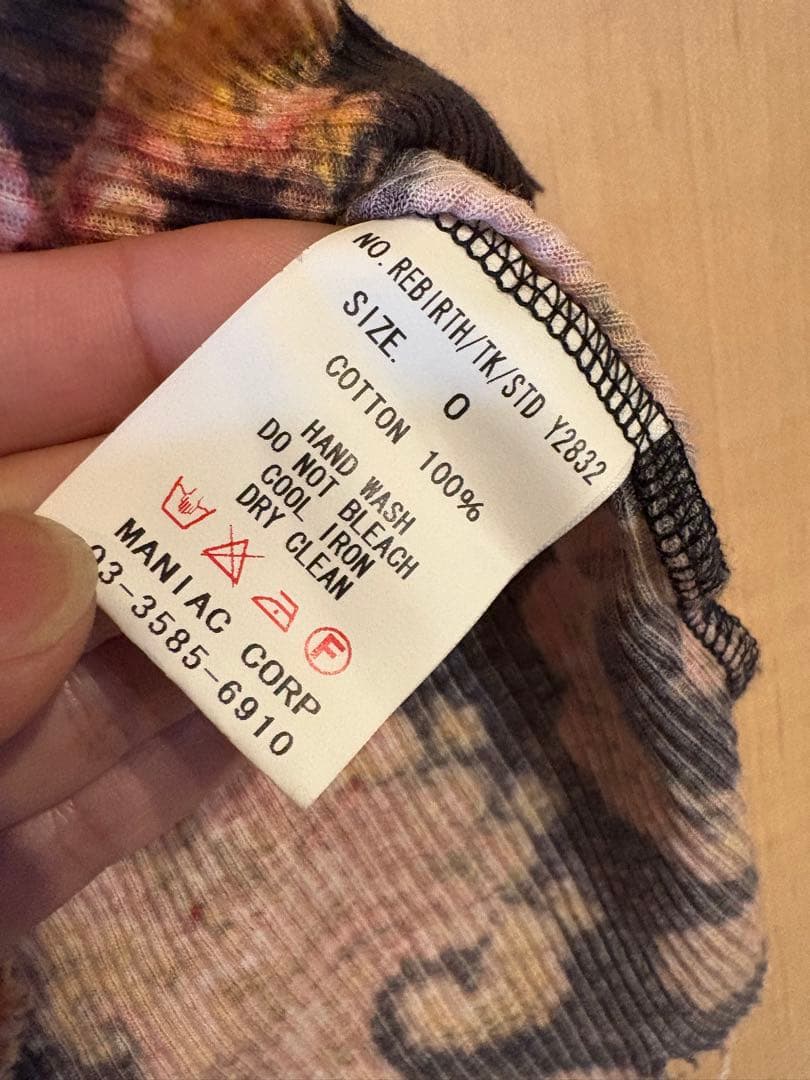 NO. REBIRTH/TK/STD Y2832
SIZE. 0
COTTON 100%
HAND WASH
DO NOT BLEACH
COOL IRON
DRY CLEAN
F
MANIAC CORP
03-3585-6910